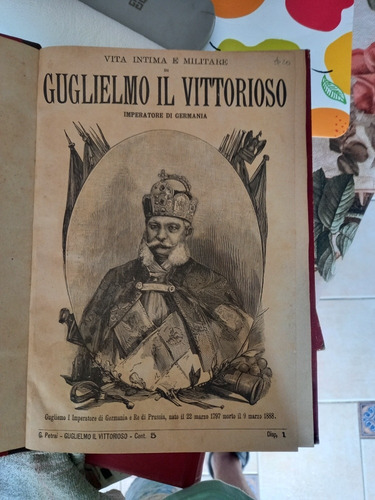 VITA INTIMA E MILITARE
DI
GUGLIELMO IL VITTORIOSO
IMPERATORE DI GERMANIA
Guglielmo I Imperatore di Germania e Re di Prussia, nato il 22 marzo 1797 morto il 9 marzo 1888.
G. Petrai - GUGLIELMO IL VITTORIOSO - Cent. 5 Disp. 1